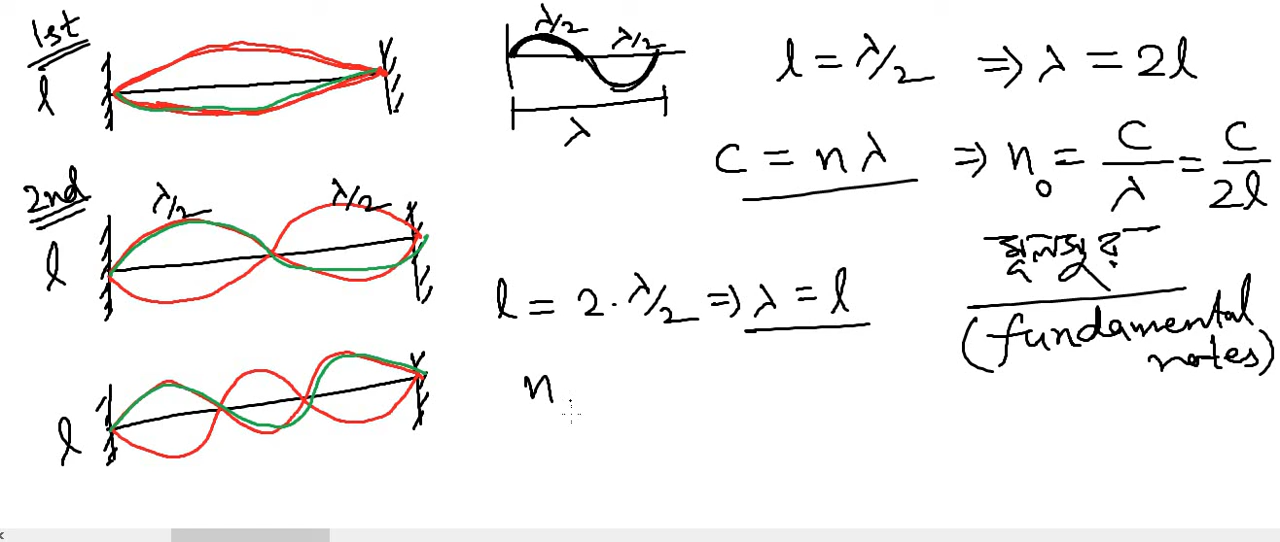 1st
l
λ/2 λ/2
λ
l = λ/2 ⇒ λ = 2l
C = nλ ⇒ n₀ = C/λ = C/2l
2nd
λ/2 λ/2
l
l = 2·λ/2 ⇒ λ = l
(fundamental
notes)
n
l